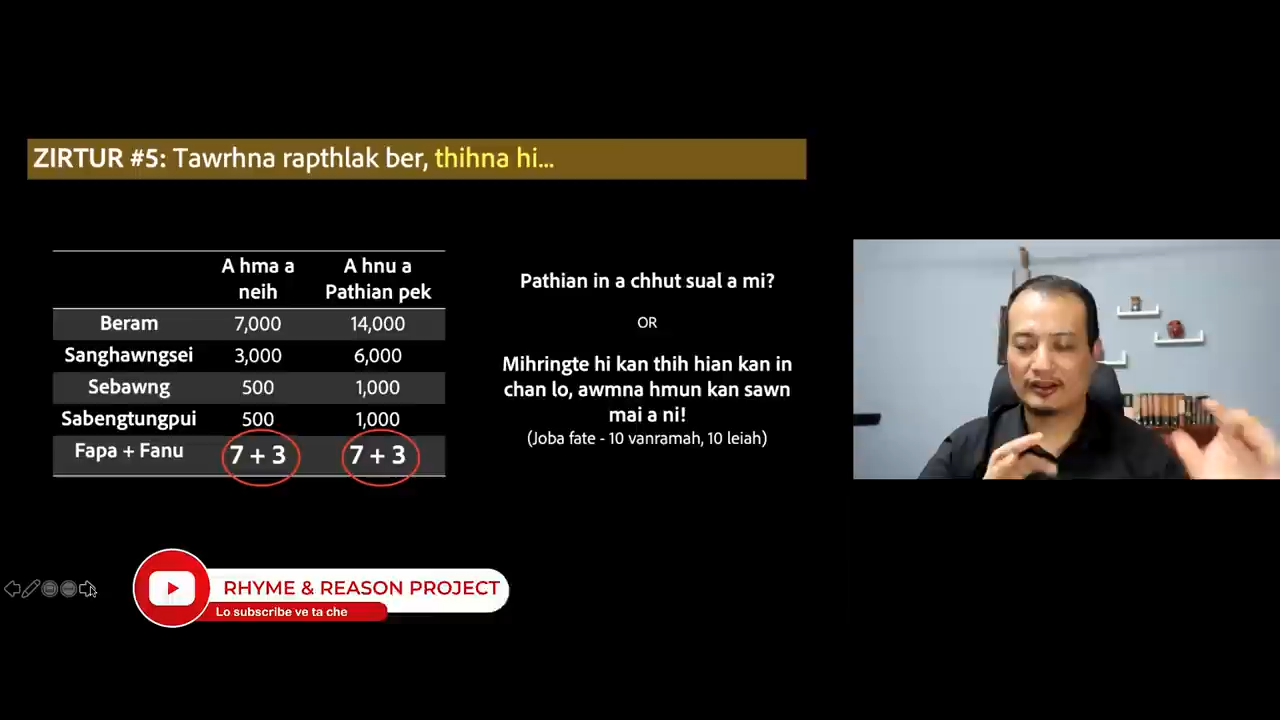 ZIRTUR #5: Tawrhna rapthlak ber, thihna hi...
A hma a neih A hnu a Pathian pek
Beram 7,000 14,000
Sanghawngsei 3,000 6,000
Sebawng 500 1,000
Sabengtungpui 500 1,000
Fapa + Fanu 7 + 3 7 + 3
Pathian in a chhut sual a mi?
OR
Mihringte hi kan thih hian kan in
chan lo, awmna hmun kan sawn
mai a ni!
(Joba fate - 10 vanramah, 10 leiah)
RHYME & REASON PROJECT
Lo subscribe ve ta che